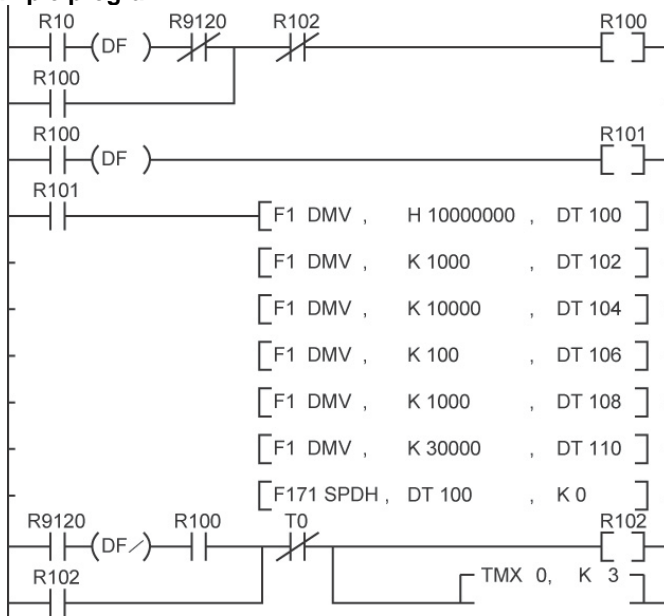 R10 R9120 R102 R100
(DF )
R100
R100 R101
(DF )
R101
[F1 DMV , H 10000000 , DT 100 ]
[F1 DMV , K 1000 , DT 102 ]
[F1 DMV , K 10000 , DT 104 ]
[F1 DMV , K 100 , DT 106 ]
[F1 DMV , K 1000 , DT 108 ]
[F1 DMV , K 30000 , DT 110 ]
[F171 SPDH , DT 100 , K 0 ]
R9120 R100 T0 R102
(DF/)
R102 TMX 0, K 3